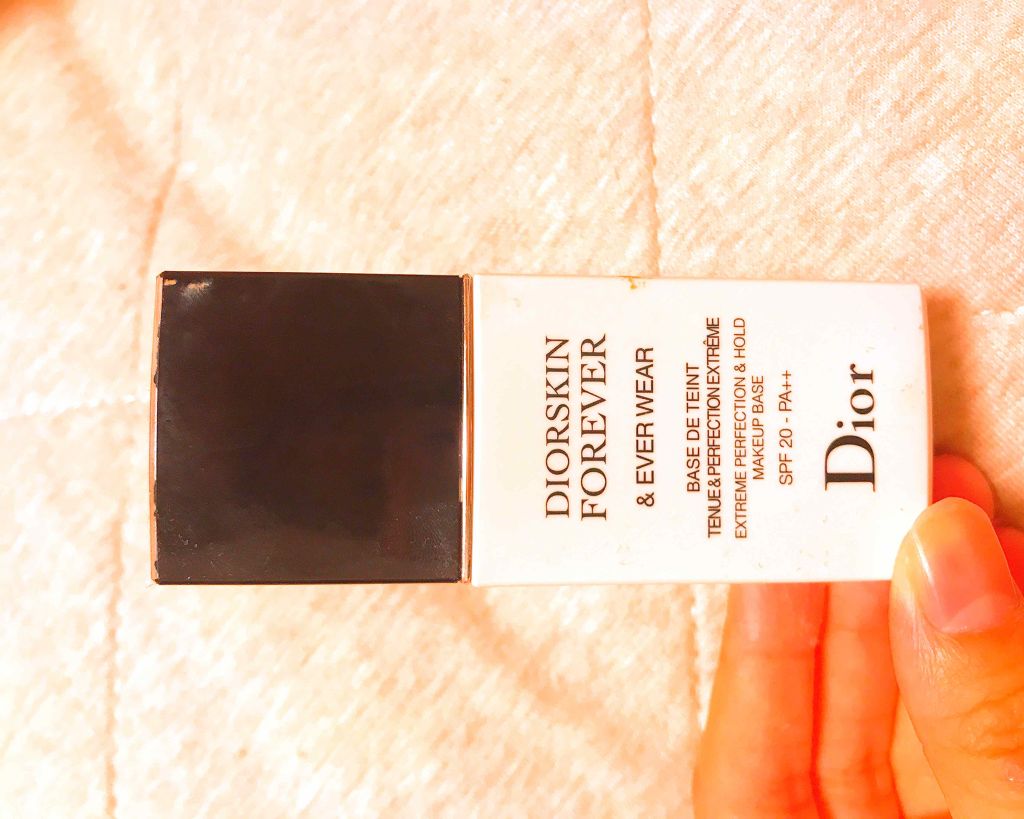 DIORSKIN
FOREVER
& EVER WEAR
BASE DE TEINT
TENUE & PERFECTION EXTRÊME
EXTREME PERFECTION & HOLD
MAKEUP BASE
SPF 20 - PA++
Dior